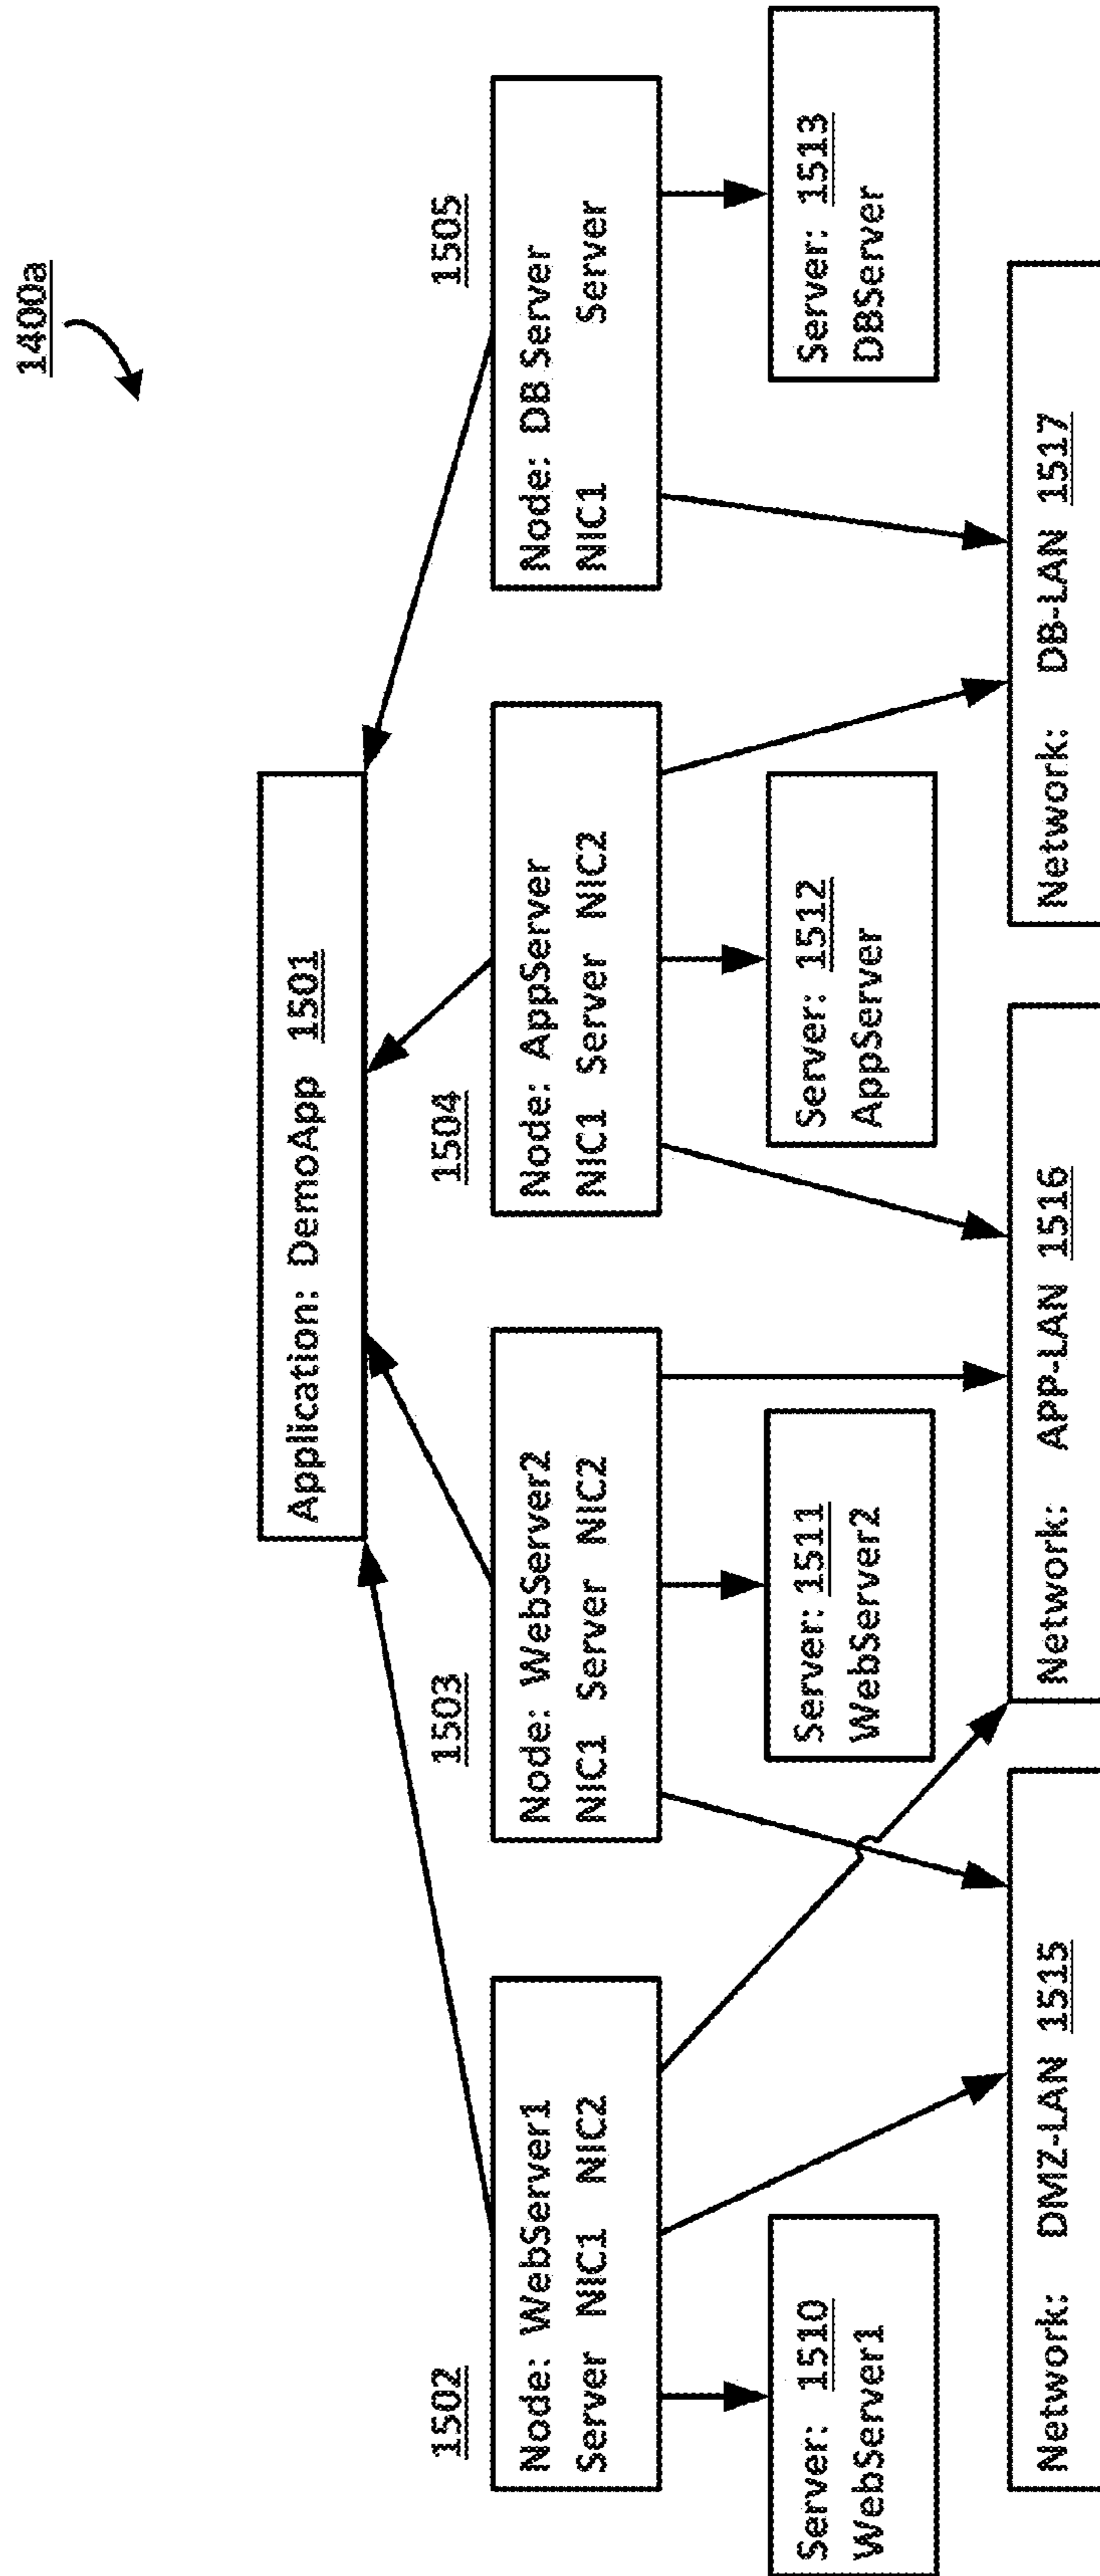 1400a
Application: DemoApp 1501
1502
1503
1504
1505
Node: WebServer1
Server NIC1 NIC2
Node: WebServer2
NIC1 Server NIC2
Node: AppServer
NIC1 Server NIC2
Node: DB Server
NIC1 Server
Server: 1510
WebServer1
Server: 1511
WebServer2
Server: 1512
AppServer
Server: 1513
DBServer
Network: DMZ-LAN 1515
Network: APP-LAN 1516
Network: DB-LAN 1517